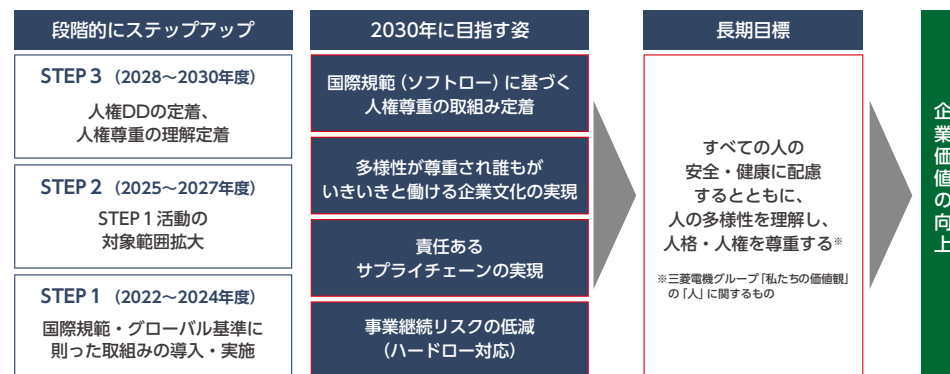 段階的にステップアップ
STEP 3 (2028~2030年度)
人権DDの定着、
人権尊重の理解定着
STEP 2 (2025~2027年度)
STEP 1 活動の
対象範囲拡大
STEP 1 (2022~2024年度)
国際規範・グローバル基準に
則った取組みの導入・実施
2030年に目指す姿
国際規範(ソフトロー)に基づく
人権尊重の取組み定着
多様性が尊重され誰もが
いきいきと働ける企業文化の実現
責任ある
サプライチェーンの実現
事業継続リスクの低減
(ハードロー対応)
長期目標
すべての人の
安全・健康に配慮
するとともに、
人の多様性を理解し、
人格・人権を尊重する※
※三菱電機グループ「私たちの価値観」
の「人」に関するもの
企業価値の向上